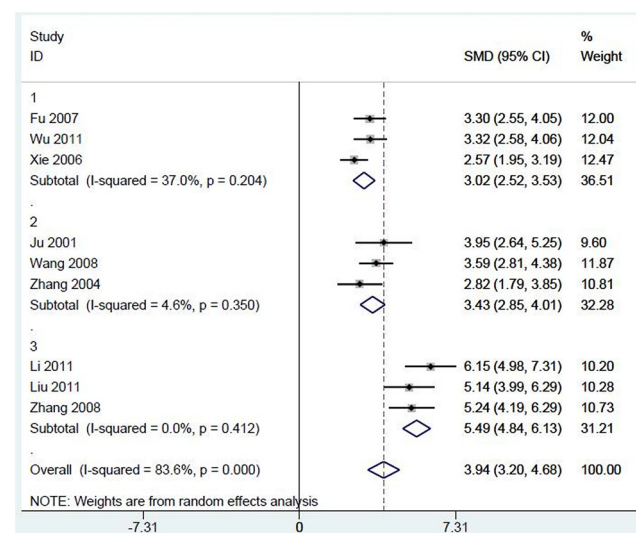 Study %
ID SMD (95% CI) Weight
1
Fu 2007 3.30 (2.55, 4.05) 12.00
Wu 2011 3.32 (2.58, 4.06) 12.04
Xie 2006 2.57 (1.95, 3.19) 12.47
Subtotal (I-squared = 37.0%, p = 0.204) 3.02 (2.52, 3.53) 36.51
.
2
Ju 2001 3.95 (2.64, 5.25) 9.60
Wang 2008 3.59 (2.81, 4.38) 11.87
Zhang 2004 2.82 (1.79, 3.85) 10.81
Subtotal (I-squared = 4.6%, p = 0.350) 3.43 (2.85, 4.01) 32.28
.
3
Li 2011 6.15 (4.98, 7.31) 10.20
Liu 2011 5.14 (3.99, 6.29) 10.28
Zhang 2008 5.24 (4.19, 6.29) 10.73
Subtotal (I-squared = 0.0%, p = 0.412) 5.49 (4.84, 6.13) 31.21
.
Overall (I-squared = 83.6%, p = 0.000) 3.94 (3.20, 4.68) 100.00
NOTE: Weights are from random effects analysis
-7.31 0 7.31